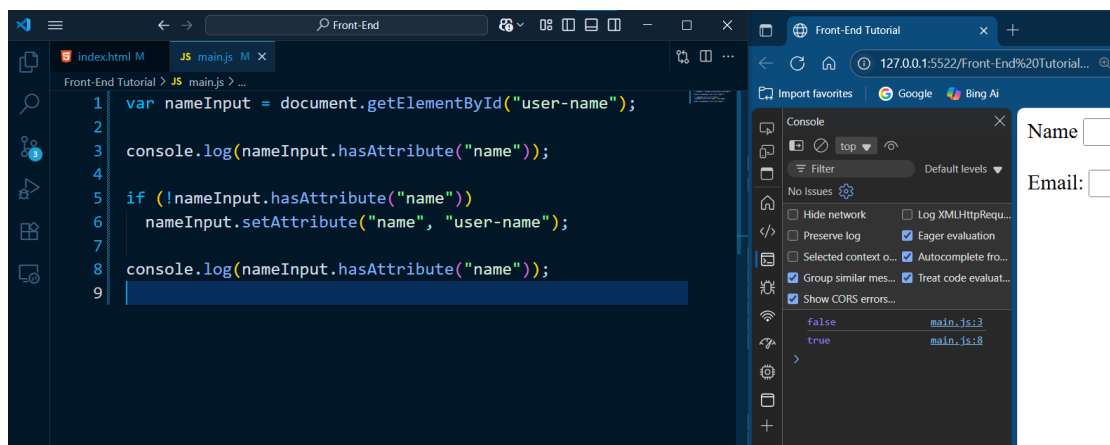 Front-End
index.html M
JS main.js M
Front-End Tutorial > JS main.js > ...
1 var nameInput = document.getElementById("user-name");
2
3 console.log(nameInput.hasAttribute("name"));
4
5 if (!nameInput.hasAttribute("name"))
6 nameInput.setAttribute("name", "user-name");
7
8 console.log(nameInput.hasAttribute("name"));
9
3
Front-End Tutorial
127.0.0.1:5522/Front-End%20Tutorial...
Import favorites Google Bing Ai
Console
top
Filter Default levels
No Issues
Hide network Log XMLHttpRequ...
Preserve log Eager evaluation
Selected context o... Autocomplete fro...
Group similar mes... Treat code evaluat...
Show CORS errors...
false main.js:3
true main.js:8
Name
Email: